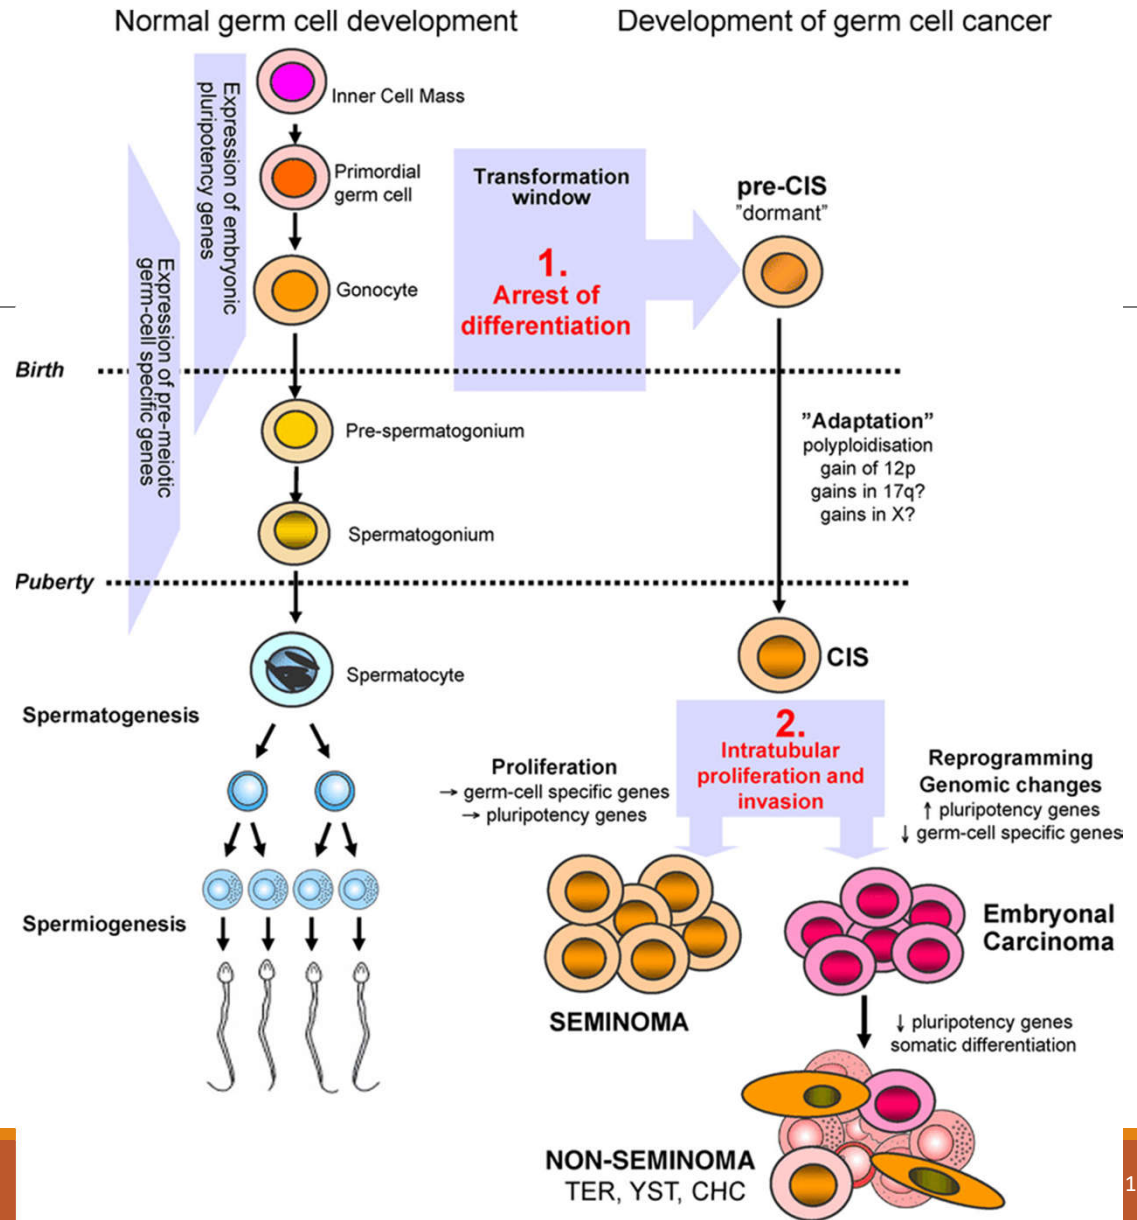 Normal germ cell development
Development of germ cell cancer
Expression of embryonic
pluripotency genes
Expression of pre-meiotic
germ-cell specific genes
Inner Cell Mass
Primordial
germ cell
Gonocyte
Transformation
window
1.
Arrest of
differentiation
pre-CIS
"dormant"
Birth
Pre-spermatogonium
Spermatogonium
"Adaptation"
polyploidisation
gain of 12p
gains in 17q?
gains in X?
Puberty
Spermatocyte
CIS
Spermatogenesis
2.
Intratubular
proliferation and
invasion
Proliferation
→ germ-cell specific genes
→ pluripotency genes
Reprogramming
Genomic changes
↑ pluripotency genes
↓ germ-cell specific genes
Spermiogenesis
SEMINOMA
Embryonal
Carcinoma
↓ pluripotency genes
somatic differentiation
NON-SEMINOMA
TER, YST, CHC
1